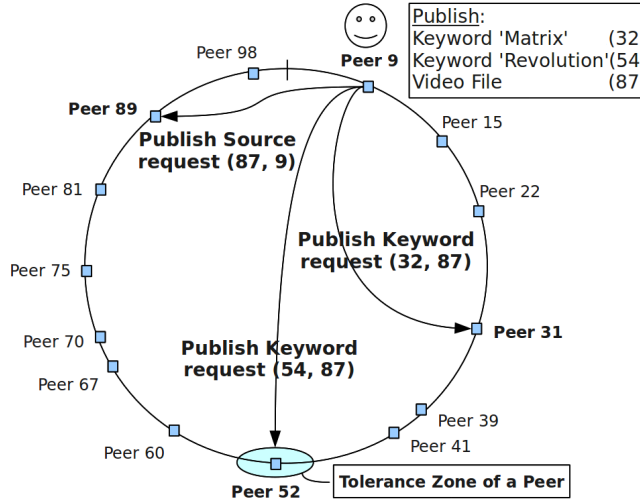 Publish:
Keyword 'Matrix' (32
Keyword 'Revolution'(54
Video File (87
Peer 98
Peer 9
Peer 89
Peer 15
Publish Source
request (87, 9)
Peer 81
Peer 22
Publish Keyword
request (32, 87)
Peer 75
Peer 31
Peer 70
Publish Keyword
request (54, 87)
Peer 67
Peer 39
Peer 41
Peer 60
Peer 52
Tolerance Zone of a Peer